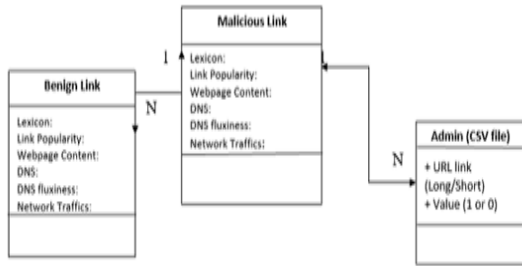 Malicious Link
Lexicon:
Link Popularity:
Webpage Content:
DNS:
DNS fluxiness:
Network Traffics:
1
N
Benign Link
Lexicon:
Link Popularity:
Webpage Content:
DNS:
DNS fluxiness:
Network Traffics:
N
Admin (CSV file)
+ URL link
(Long/Short)
+ Value (1 or 0)